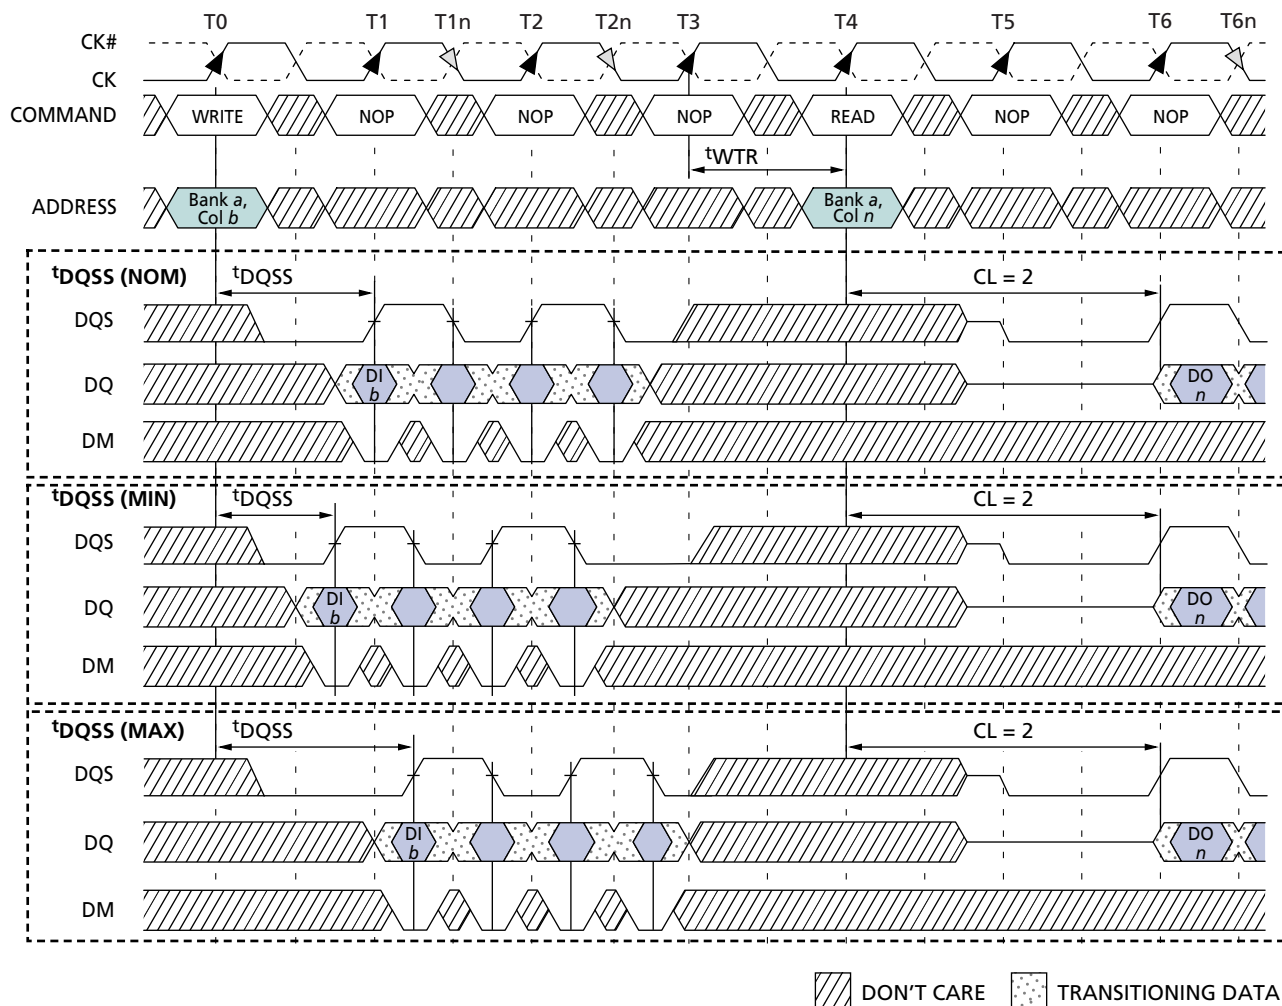 T0 T1 T1n T2 T2n T3 T4 T5 T6 T6n
CK#
CK
COMMAND WRITE NOP NOP NOP READ NOP NOP
tWTR
ADDRESS Bank a, Col b Bank a, Col n
tDQSS (NOM) tDQSS CL = 2
DQS
DQ DI b DO n
DM
tDQSS (MIN) tDQSS CL = 2
DQS
DQ DI b DO n
DM
tDQSS (MAX) tDQSS CL = 2
DQS
DQ DI b DO n
DM
DON'T CARE TRANSITIONING DATA